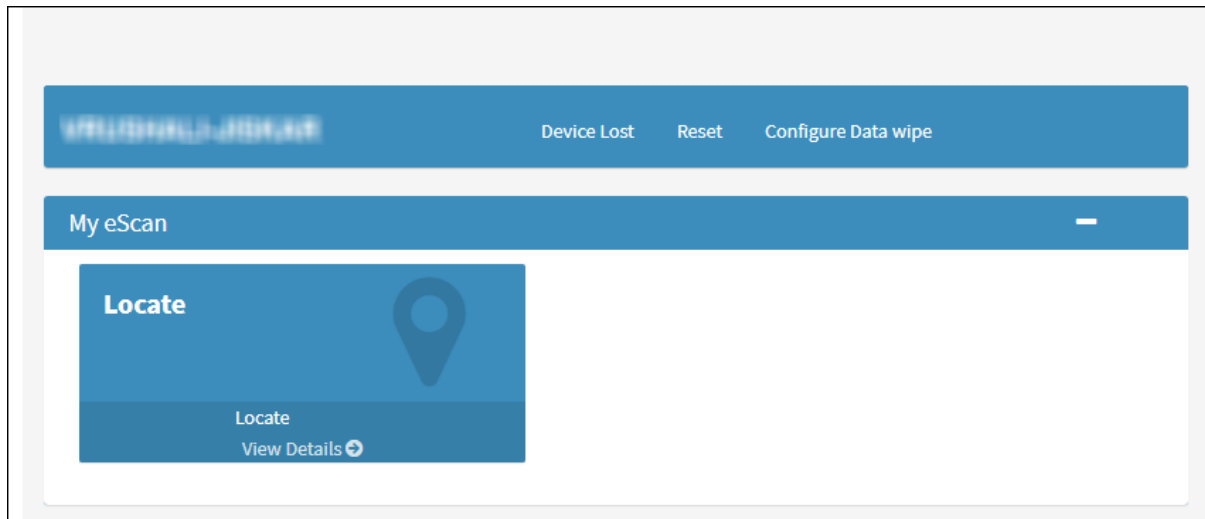 Device Lost Reset Configure Data wipe
My eScan
Locate
Locate
View Details